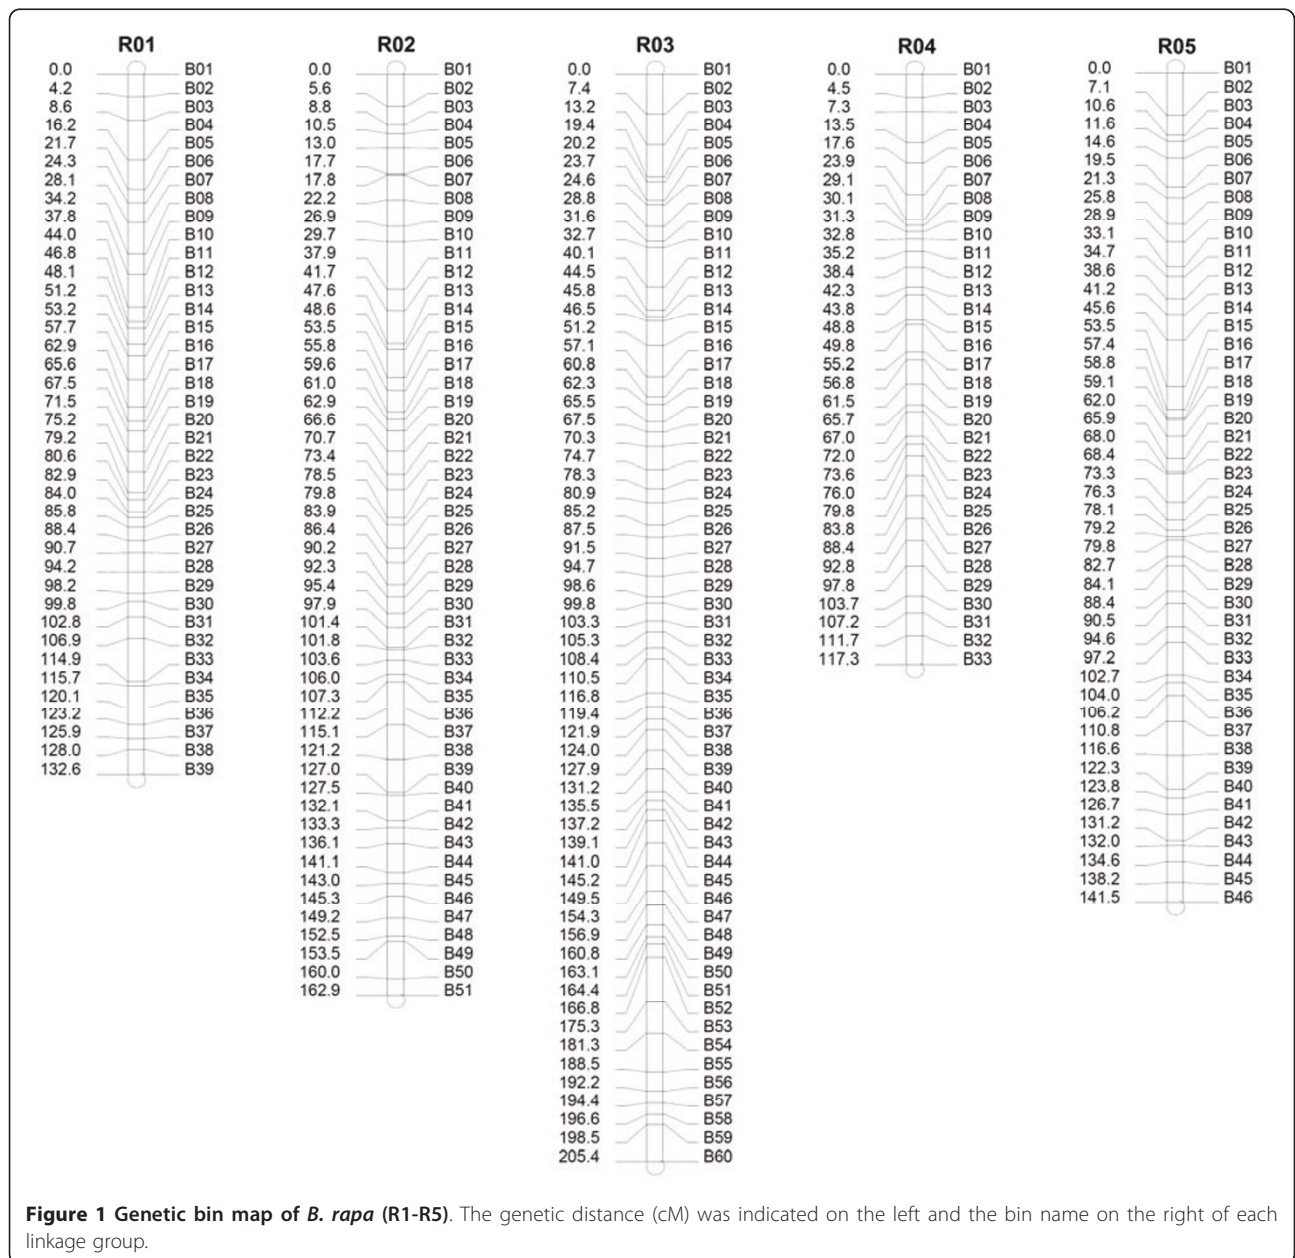 R01
0.0 B01
4.2 B02
8.6 B03
16.2 B04
21.7 B05
24.3 B06
28.1 B07
34.2 B08
37.8 B09
44.0 B10
46.8 B11
48.1 B12
51.2 B13
53.2 B14
57.7 B15
62.9 B16
65.6 B17
67.5 B18
71.5 B19
75.2 B20
79.2 B21
80.6 B22
82.9 B23
84.0 B24
85.8 B25
88.4 B26
90.7 B27
94.2 B28
98.2 B29
99.8 B30
102.8 B31
106.9 B32
114.9 B33
115.7 B34
120.1 B35
123.2 B36
125.9 B37
128.0 B38
132.6 B39
R02
0.0 B01
5.6 B02
8.8 B03
10.5 B04
13.0 B05
17.7 B06
17.8 B07
22.2 B08
26.9 B09
29.7 B10
37.9 B11
41.7 B12
47.6 B13
48.6 B14
53.5 B15
55.8 B16
59.6 B17
61.0 B18
62.9 B19
66.6 B20
70.7 B21
73.4 B22
78.5 B23
79.8 B24
83.9 B25
86.4 B26
90.2 B27
92.3 B28
95.4 B29
97.9 B30
101.4 B31
101.8 B32
103.6 B33
106.0 B34
107.3 B35
112.2 B36
115.1 B37
121.2 B38
127.0 B39
127.5 B40
132.1 B41
133.3 B42
136.1 B43
141.1 B44
143.0 B45
145.3 B46
149.2 B47
152.5 B48
153.5 B49
160.0 B50
162.9 B51
R03
0.0 B01
7.4 B02
13.2 B03
19.4 B04
20.2 B05
23.7 B06
24.6 B07
28.8 B08
31.6 B09
32.7 B10
40.1 B11
44.5 B12
45.8 B13
46.5 B14
51.2 B15
57.1 B16
60.8 B17
62.3 B18
65.5 B19
67.5 B20
70.3 B21
74.7 B22
78.3 B23
80.9 B24
85.2 B25
87.5 B26
91.5 B27
94.7 B28
98.6 B29
99.8 B30
103.3 B31
105.3 B32
108.4 B33
110.5 B34
116.8 B35
119.4 B36
121.9 B37
124.0 B38
127.9 B39
131.2 B40
135.5 B41
137.2 B42
139.1 B43
141.0 B44
145.2 B45
149.5 B46
154.3 B47
156.9 B48
160.8 B49
163.1 B50
164.4 B51
166.8 B52
175.3 B53
181.3 B54
188.5 B55
192.2 B56
194.4 B57
196.6 B58
198.5 B59
205.4 B60
R04
0.0 B01
4.5 B02
7.3 B03
13.5 B04
17.6 B05
23.9 B06
29.1 B07
30.1 B08
31.3 B09
32.8 B10
35.2 B11
38.4 B12
42.3 B13
43.8 B14
48.8 B15
49.8 B16
55.2 B17
56.8 B18
61.5 B19
65.7 B20
67.0 B21
72.0 B22
73.6 B23
76.0 B24
79.8 B25
83.8 B26
88.4 B27
92.8 B28
97.8 B29
103.7 B30
107.2 B31
111.7 B32
117.3 B33
R05
0.0 B01
7.1 B02
10.6 B03
11.6 B04
14.6 B05
19.5 B06
21.3 B07
25.8 B08
28.9 B09
33.1 B10
34.7 B11
38.6 B12
41.2 B13
45.6 B14
53.5 B15
57.4 B16
58.8 B17
59.1 B18
62.0 B19
65.9 B20
68.0 B21
68.4 B22
73.3 B23
76.3 B24
78.1 B25
79.2 B26
79.8 B27
82.7 B28
84.1 B29
88.4 B30
90.5 B31
94.6 B32
97.2 B33
102.7 B34
104.0 B35
106.2 B36
110.8 B37
116.6 B38
122.3 B39
123.8 B40
126.7 B41
131.2 B42
132.0 B43
134.6 B44
138.2 B45
141.5 B46
Figure 1 Genetic bin map of B. rapa (R1-R5). The genetic distance (cM) was indicated on the left and the bin name on the right of each
linkage group.